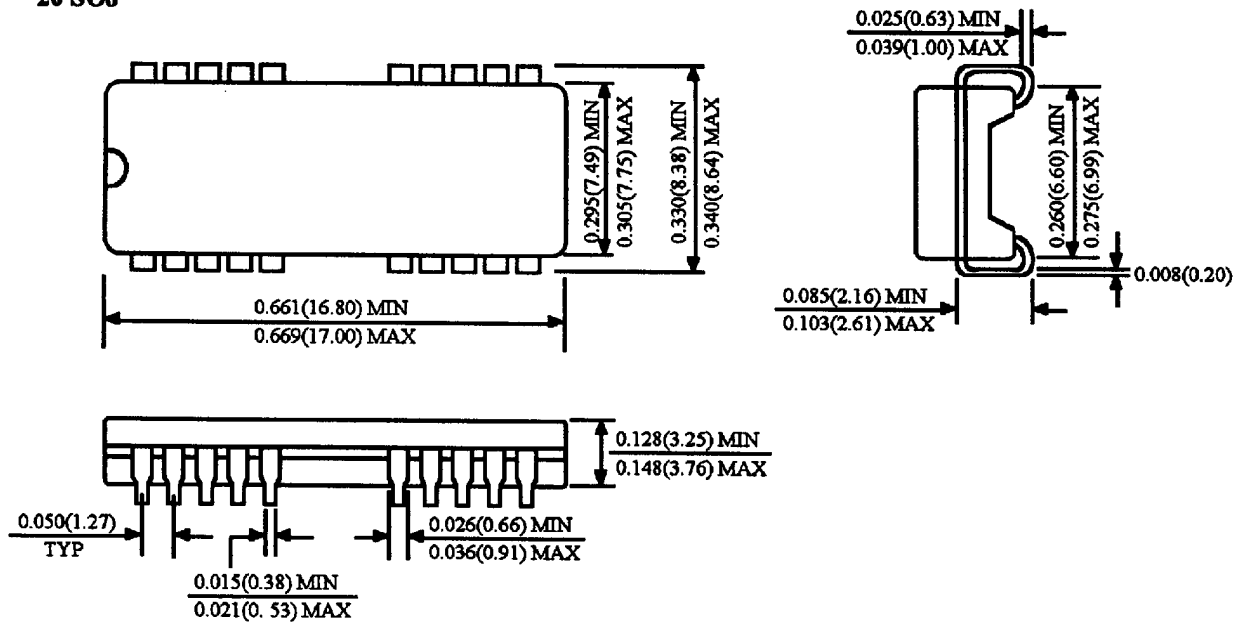 20 SOJ
0.025(0.63) MIN
0.039(1.00) MAX
0.295(7.49) MIN
0.305(7.75) MAX
0.330(8.38) MIN
0.340(8.64) MAX
0.260(6.60) MIN
0.275(6.99) MAX
0.008(0.20)
0.661(16.80) MIN
0.669(17.00) MAX
0.085(2.16) MIN
0.103(2.61) MAX
0.128(3.25) MIN
0.148(3.76) MAX
0.050(1.27)
TYP
0.026(0.66) MIN
0.036(0.91) MAX
0.015(0.38) MIN
0.021(0. 53) MAX